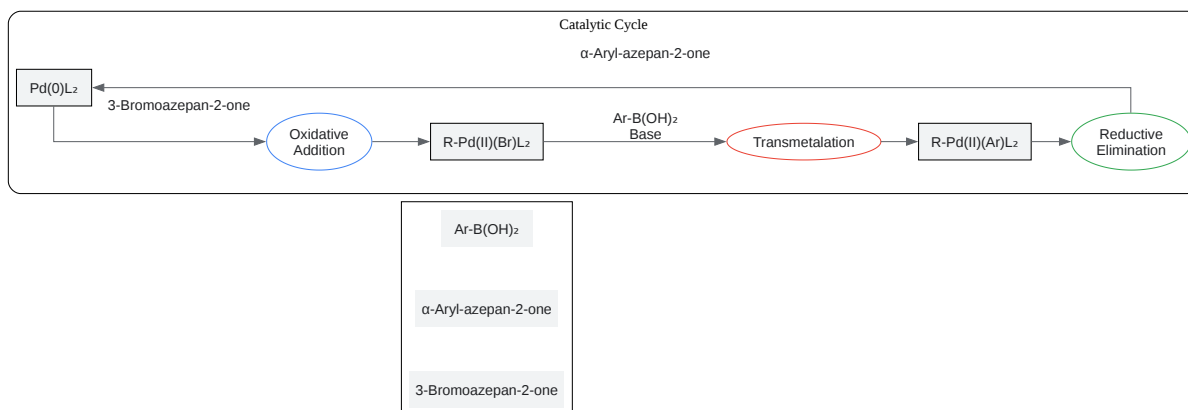 Catalytic Cycle
α-Aryl-azepan-2-one
Pd(0)L₂
3-Bromoazepan-2-one
Oxidative
Addition
R-Pd(II)(Br)L₂
Ar-B(OH)₂
Base
Transmetalation
R-Pd(II)(Ar)L₂
Reductive
Elimination
Ar-B(OH)₂
α-Aryl-azepan-2-one
3-Bromoazepan-2-one